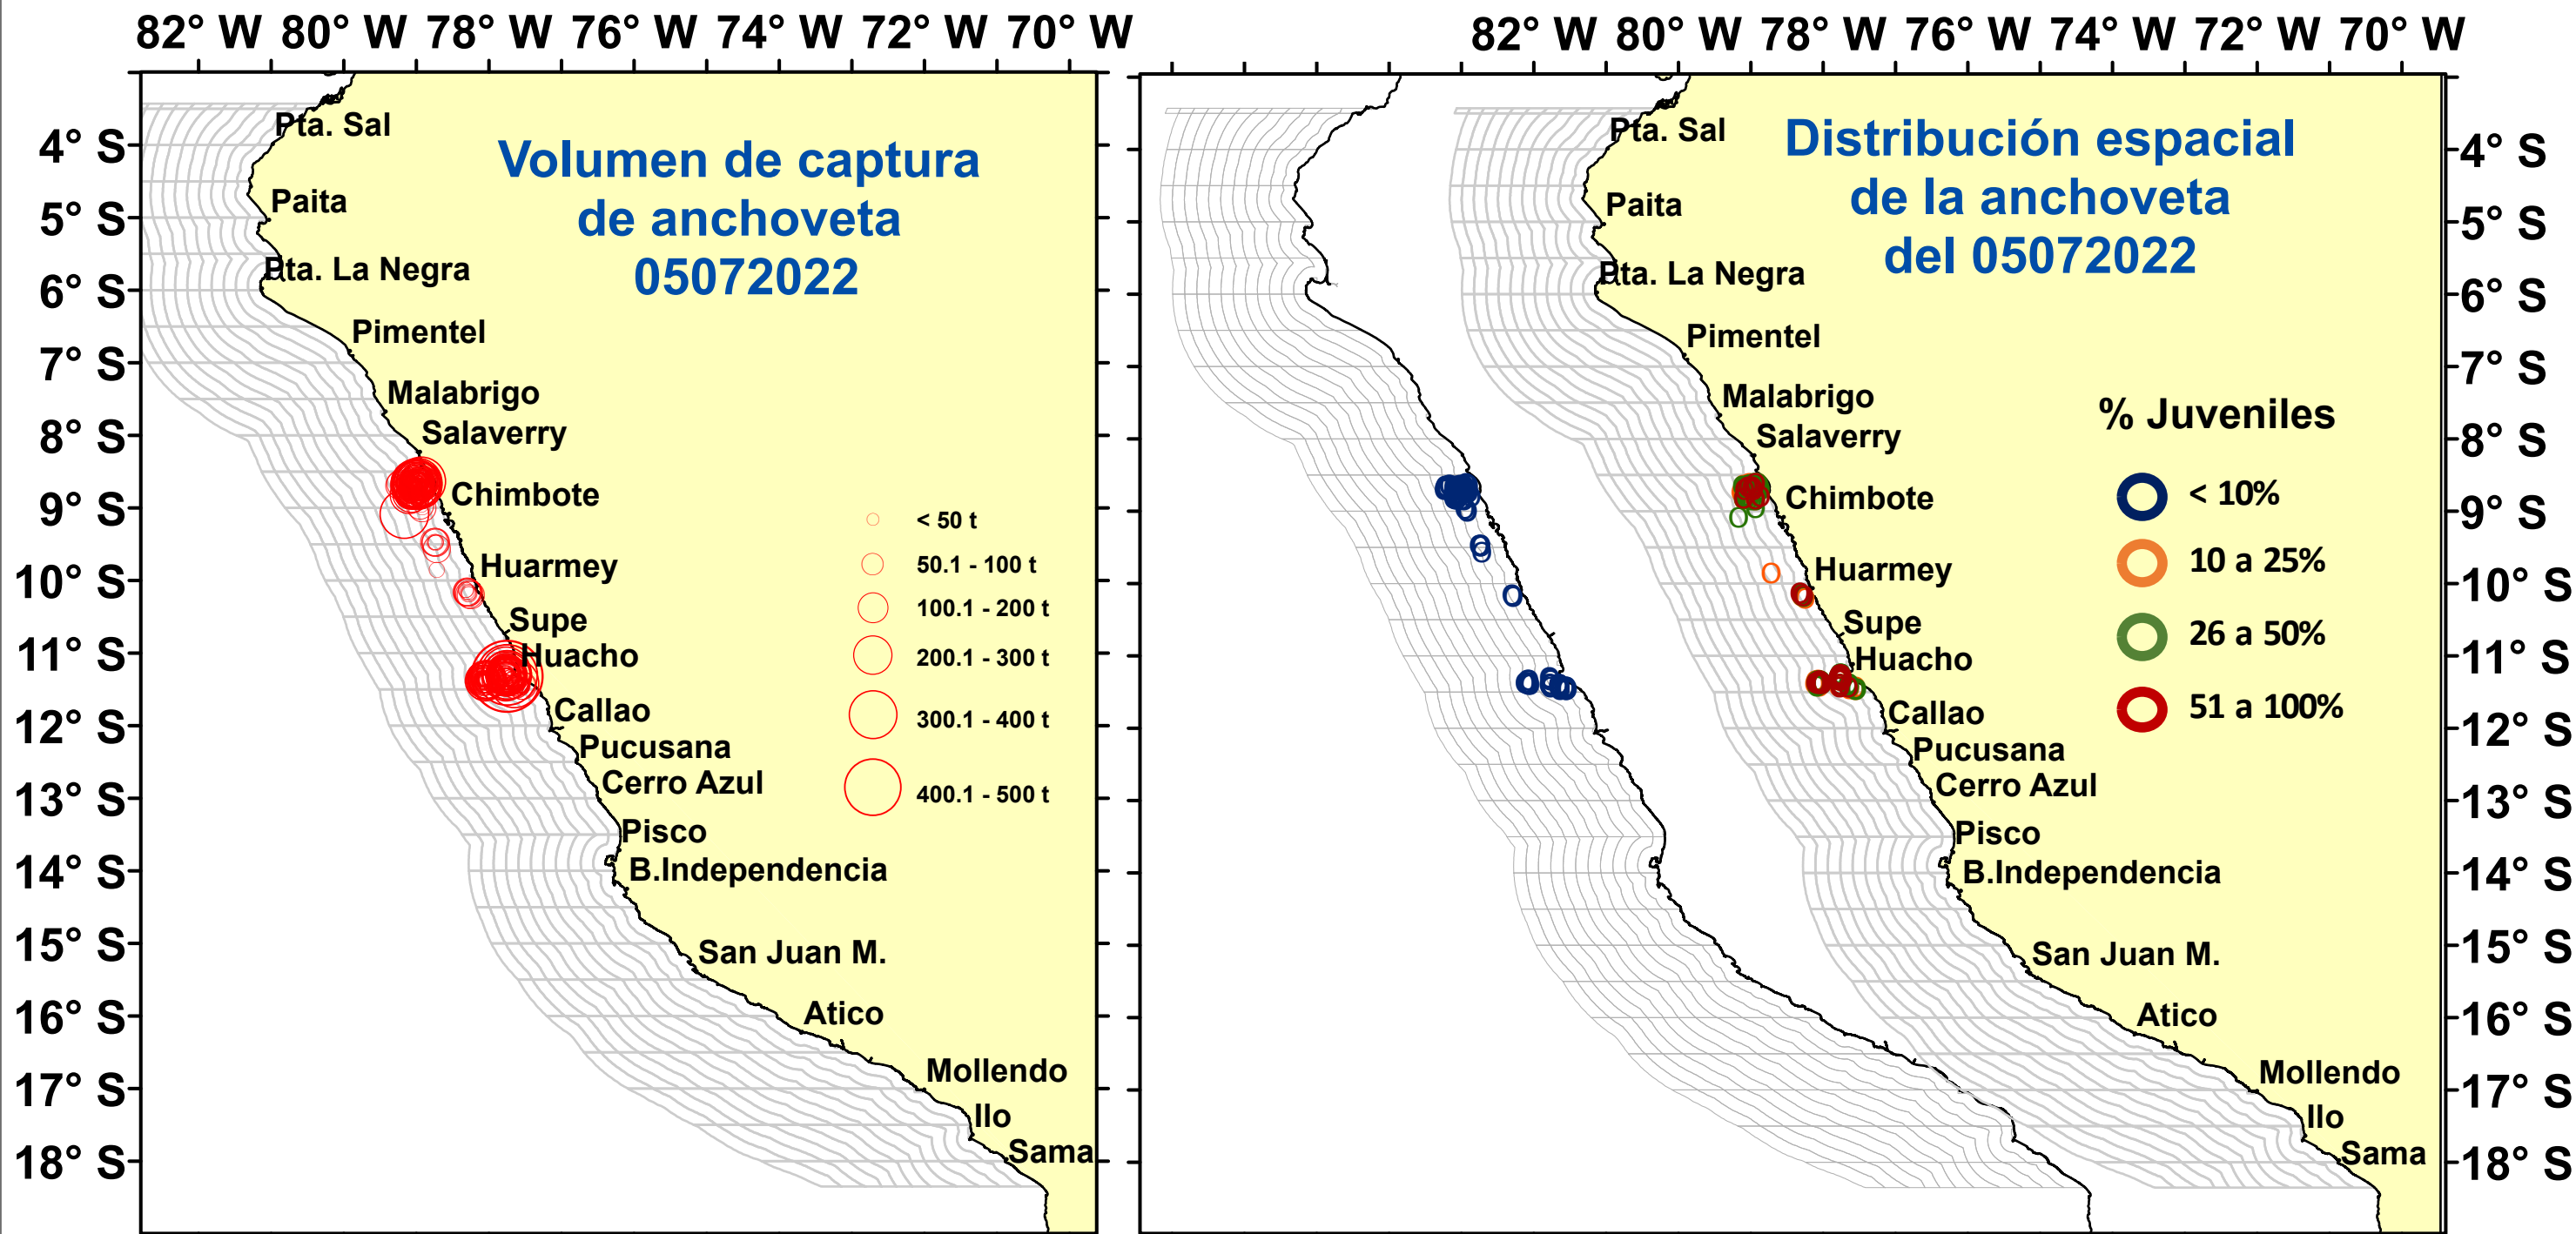 82° W 80° W 78° W 76° W 74° W 72° W 70° W
4° S
5° S
6° S
7° S
8° S
9° S
10° S
11° S
12° S
13° S
14° S
15° S
16° S
17° S
18° S
Volumen de captura
de anchoveta
05072022
Pta. Sal
Paita
Pta. La Negra
Pimentel
Malabrigo
Salaverry
Chimbote
Huarmey
Supe
Huacho
Callao
Pucusana
Cerro Azul
Pisco
B.Independencia
San Juan M.
Atico
Mollendo
Ilo
Sama
< 50 t
50.1 - 100 t
100.1 - 200 t
200.1 - 300 t
300.1 - 400 t
400.1 - 500 t
82° W 80° W 78° W 76° W 74° W 72° W 70° W
Distribución espacial
de la anchoveta
del 05072022
Pta. Sal
Paita
Pta. La Negra
Pimentel
Malabrigo
Salaverry
Chimbote
Huarmey
Supe
Huacho
Callao
Pucusana
Cerro Azul
Pisco
B.Independencia
San Juan M.
Atico
Mollendo
Ilo
Sama
% Juveniles
< 10%
10 a 25%
26 a 50%
51 a 100%
4° S
5° S
6° S
7° S
8° S
9° S
10° S
11° S
12° S
13° S
14° S
15° S
16° S
17° S
18° S